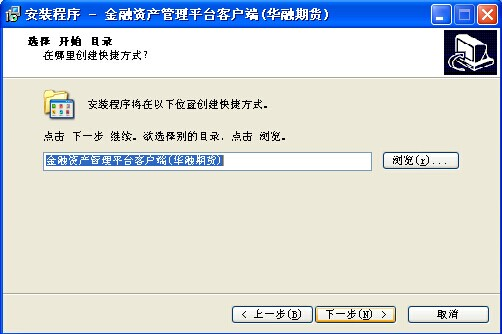 安装程序 - 金融资产管理平台客户端(华融期货)
选择 开始 目录
在哪里创建快捷方式？
安装程序将在以下位置创建快捷方式。
点击 下一步 继续。欲选择别的目录，点击 浏览。
金融资产管理平台客户端(华融期货)
浏览(r)...
< 上一步(B)
下一步(N) >
取消